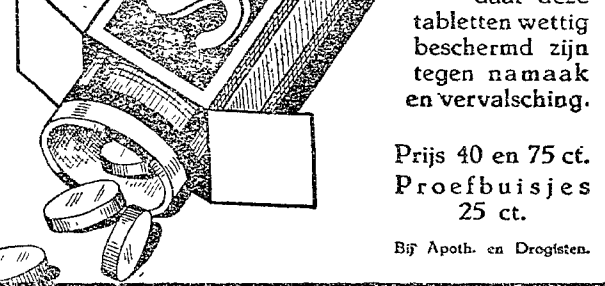 daar deze
tabletten wettig
beschermd zijn
tegen namaak
en vervalsching.
Prijs 40 en 75 ct.
Proefbuisjes
25 ct.
Bij Apoth. en Drogisten.